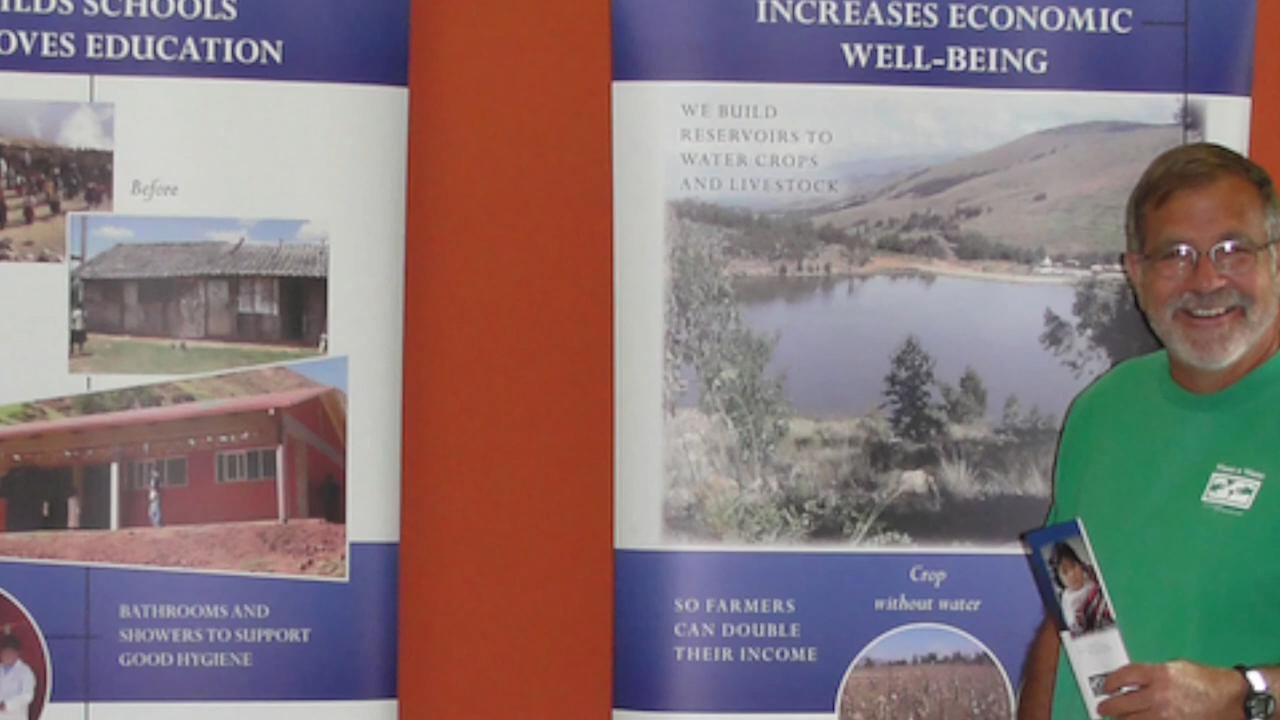 ILDS SCHOOLS
OVES EDUCATION
Before
BATHROOMS AND
SHOWERS TO SUPPORT
GOOD HYGIENE
INCREASES ECONOMIC
WELL-BEING
WE BUILD
RESERVOIRS TO
WATER CROPS
AND LIVESTOCK
SO FARMERS
CAN DOUBLE
THEIR INCOME
Crop
without water